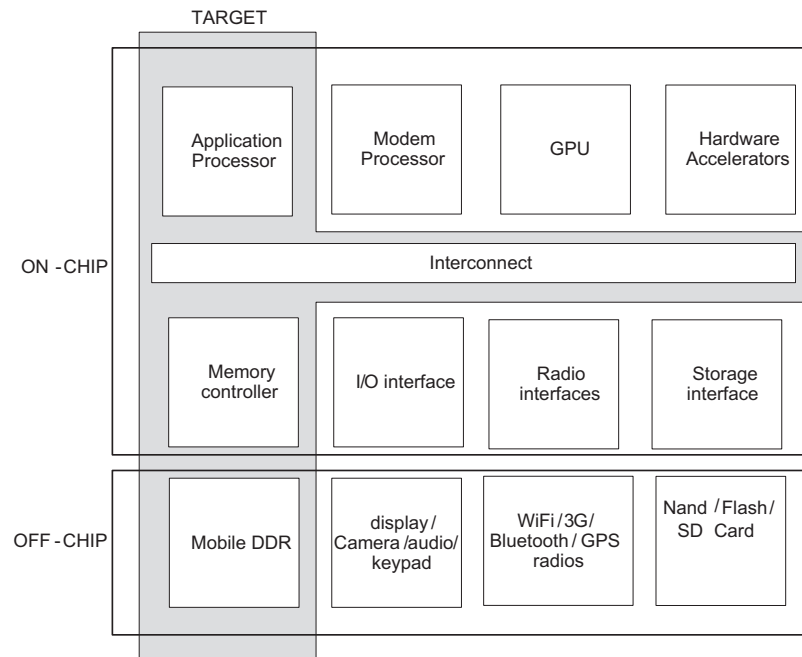 TARGET
Application
Processor
Modem
Processor
GPU
Hardware
Accelerators
ON-CHIP
Interconnect
Memory
controller
I/O interface
Radio
interfaces
Storage
interface
OFF-CHIP
Mobile DDR
display/
Camera/audio/
keypad
WiFi/3G/
Bluetooth/GPS
radios
Nand/Flash/
SD Card